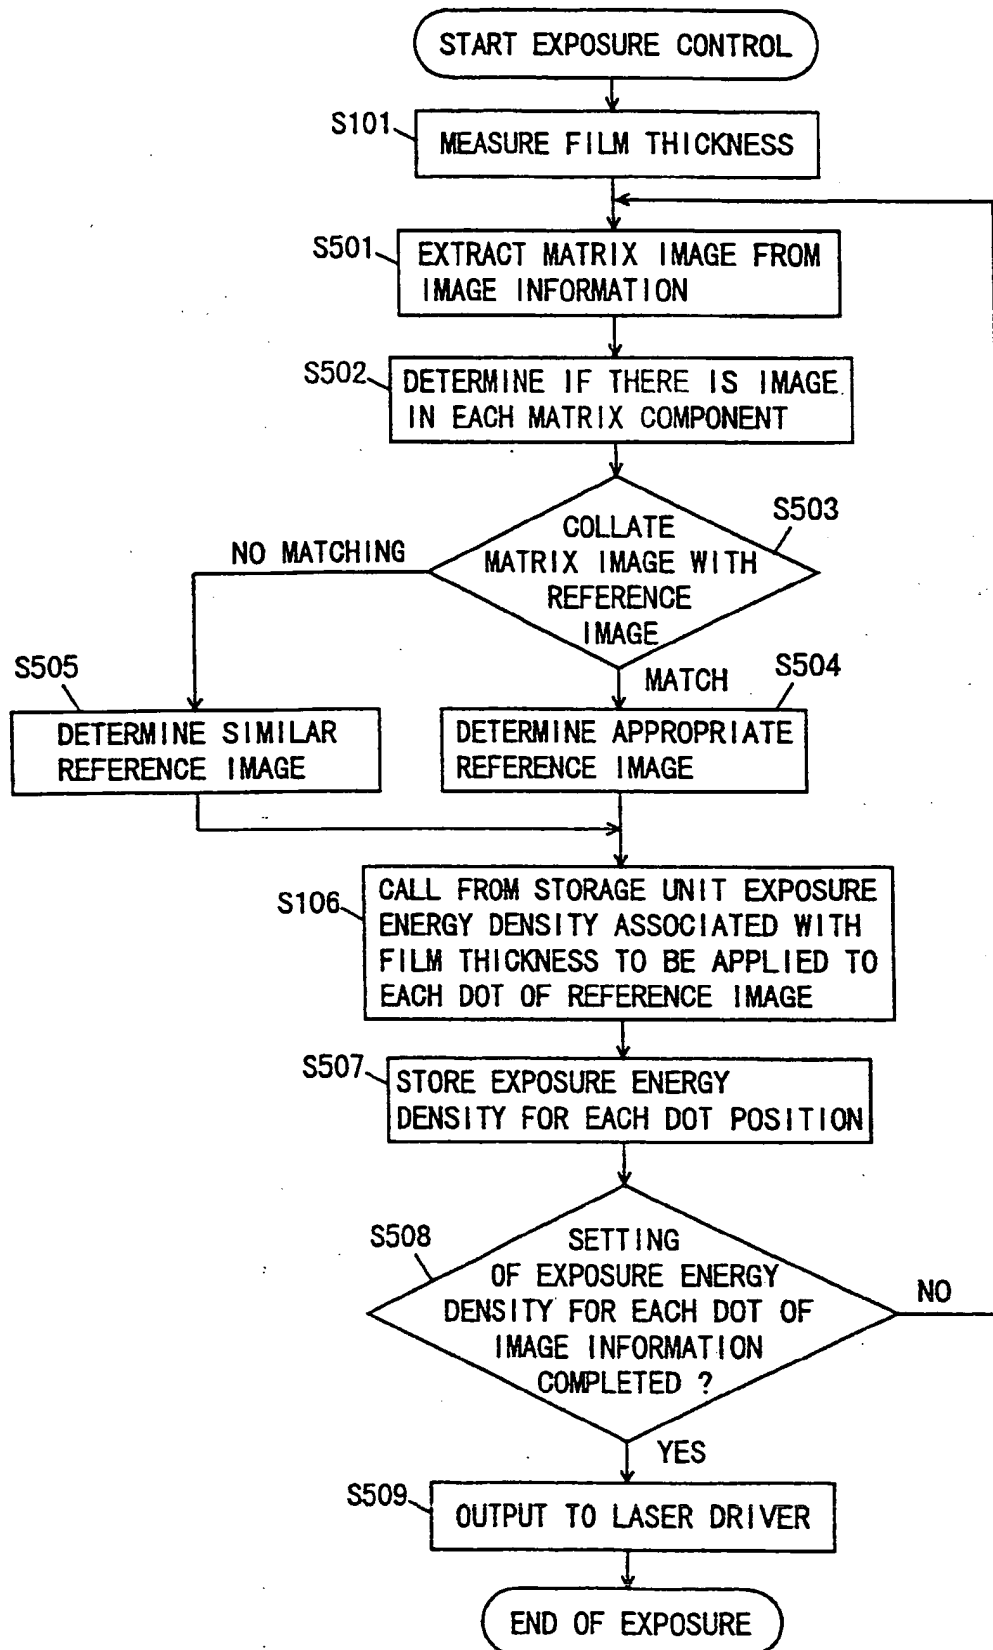 START EXPOSURE CONTROL
S101
MEASURE FILM THICKNESS
S501
EXTRACT MATRIX IMAGE FROM
IMAGE INFORMATION
S502
DETERMINE IF THERE IS IMAGE
IN EACH MATRIX COMPONENT
S503
COLLATE
MATRIX IMAGE WITH
REFERENCE
IMAGE
NO MATCHING
MATCH
S505
DETERMINE SIMILAR
REFERENCE IMAGE
S504
DETERMINE APPROPRIATE
REFERENCE IMAGE
S106
CALL FROM STORAGE UNIT EXPOSURE
ENERGY DENSITY ASSOCIATED WITH
FILM THICKNESS TO BE APPLIED TO
EACH DOT OF REFERENCE IMAGE
S507
STORE EXPOSURE ENERGY
DENSITY FOR EACH DOT POSITION
S508
SETTING
OF EXPOSURE ENERGY
DENSITY FOR EACH DOT OF
IMAGE INFORMATION
COMPLETED ?
NO
YES
S509
OUTPUT TO LASER DRIVER
END OF EXPOSURE